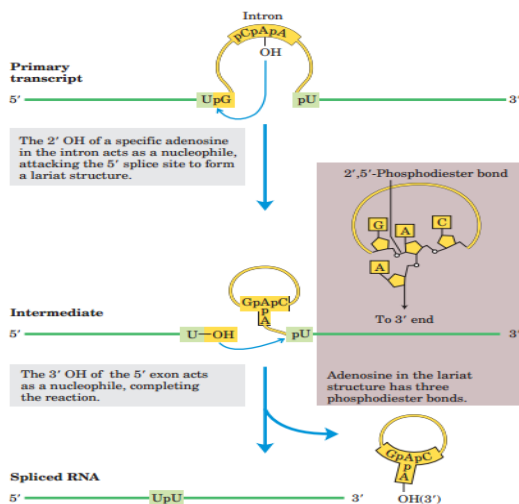 Intron
pCpApA
OH
Primary
transcript
5′ UpG pU 3′
The 2′ OH of a specific adenosine
in the intron acts as a nucleophile,
attacking the 5′ splice site to form
a lariat structure.
2′,5′-Phosphodiester bond
G A C
A
To 3′ end
Adenosine in the lariat
structure has three
phosphodiester bonds.
GpApC
p
A
Intermediate
5′ U—OH pU 3′
The 3′ OH of the 5′ exon acts
as a nucleophile, completing
the reaction.
GpApC
p
A
OH(3′)
Spliced RNA
5′ UpU 3′